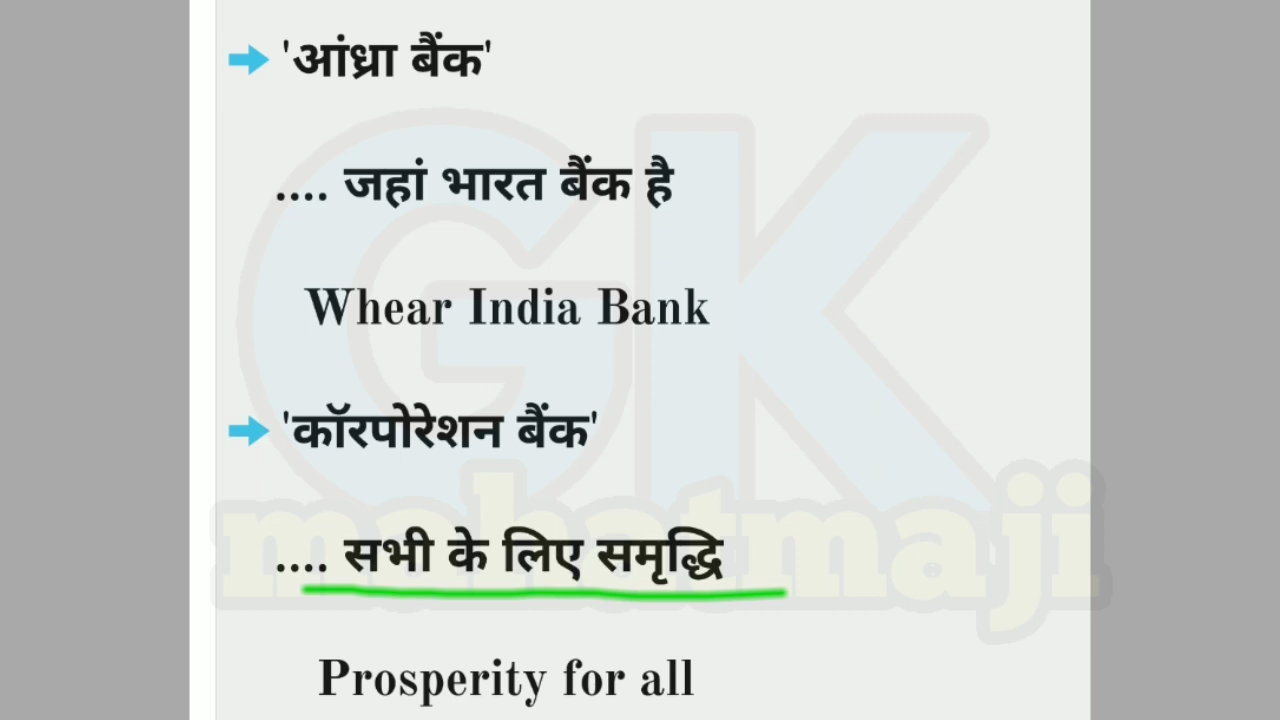 'आंध्रा बैंक'
.... जहां भारत बैंक है
Whear India Bank
'कॉरपोरेशन बैंक'
.... सभी के लिए समृद्धि
Prosperity for all
GK
mahatmaji